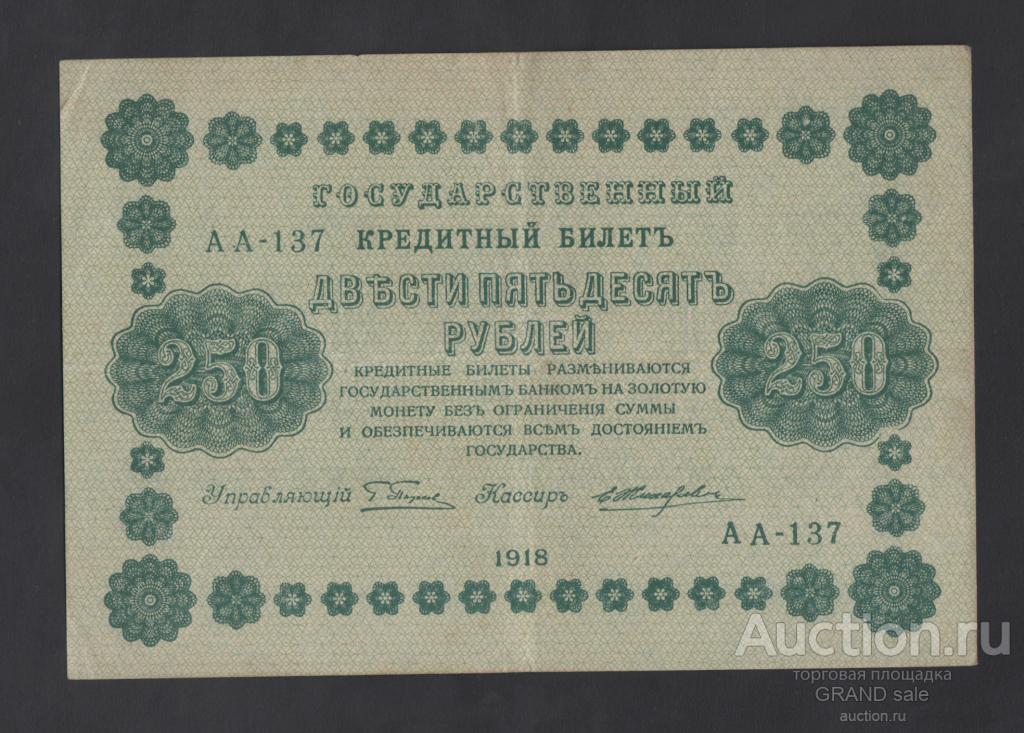 ГОСУДАРСТВЕННЫЙ
АА-137 КРЕДИТНЫЙ БИЛЕТЪ
ДВѢСТИ ПЯТЬДЕСЯТЪ
РУБЛЕЙ
250 250
КРЕДИТНЫЕ БИЛЕТЫ РАЗМѢНИВАЮТСЯ
ГОСУДАРСТВЕННЫМЪ БАНКОМЪ НА ЗОЛОТУЮ
МОНЕТУ БЕЗЪ ОГРАНИЧЕНІЯ СУММЫ
И ОБЕЗПЕЧИВАЮТСЯ ВСѢМЪ ДОСТОЯНІЕМЪ
ГОСУДАРСТВА.
Управляющій Кассиръ
АА-137
1918
Auction.ru
торговая площадка
GRAND sale
auction.ru